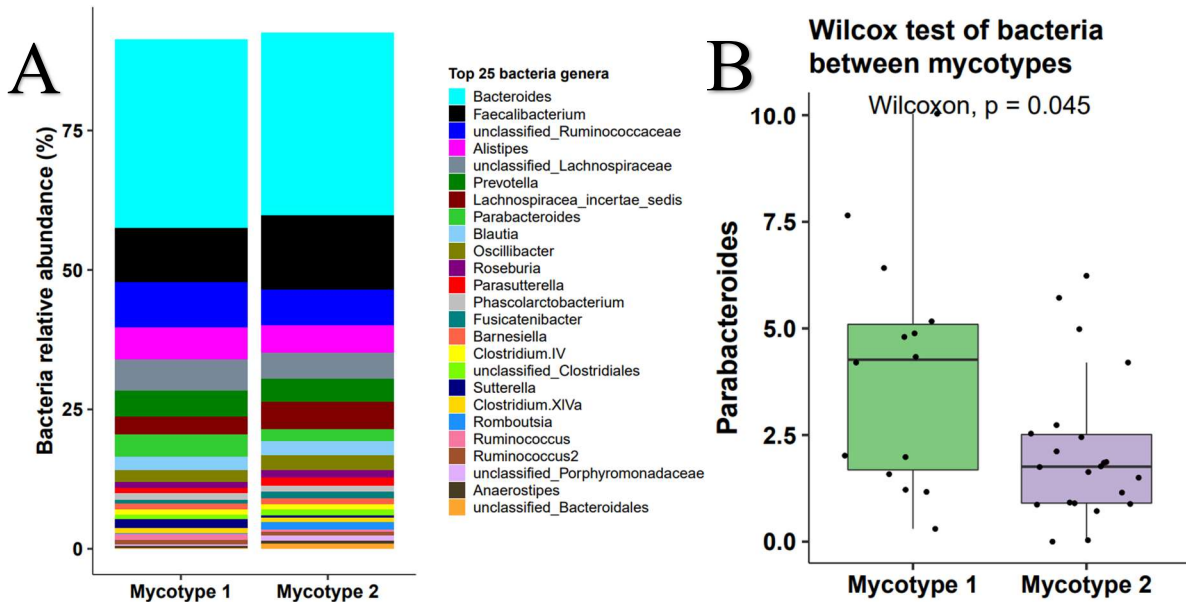 A
Bacteria relative abundance (%)
75
50
25
0
Mycotype 1
Mycotype 2
Top 25 bacteria genera
Bacteroides
Faecalibacterium
unclassified_Ruminococcaceae
Alistipes
unclassified_Lachnospiraceae
Prevotella
Lachnospiracea_incertae_sedis
Parabacteroides
Blautia
Oscillibacter
Roseburia
Parasutterella
Phascolarctobacterium
Fusicatenibacter
Barnesiella
Clostridium.IV
unclassified_Clostridiales
Sutterella
Clostridium.XIVa
Romboutsia
Ruminococcus
Ruminococcus2
unclassified_Porphyromonadaceae
Anaerostipes
unclassified_Bacteroidales
B
Wilcox test of bacteria
between mycotypes
Wilcoxon, p = 0.045
Parabacteroides
10.0
7.5
5.0
2.5
0.0
Mycotype 1
Mycotype 2